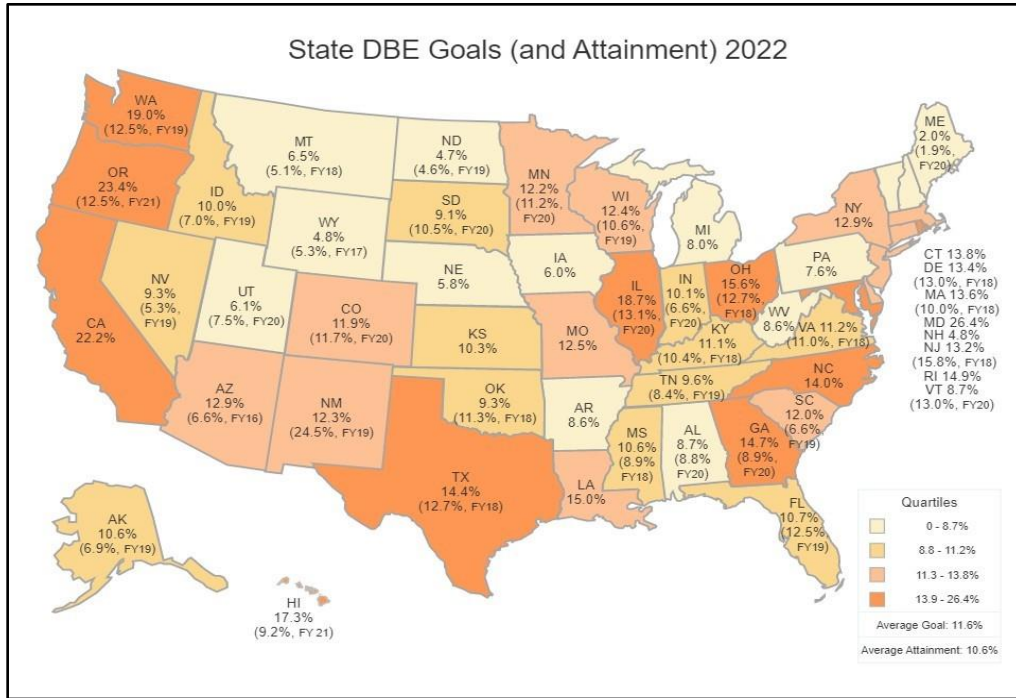 State DBE Goals (and Attainment) 2022
WA
19.0%
(12.5%, FY19)
OR
23.4%
(12.5%, FY21)
CA
22.2%
ID
10.0%
(7.0%, FY19)
NV
9.3%
(5.3%,
FY19)
MT
6.5%
(5.1%, FY18)
WY
4.8%
(5.3%, FY17)
UT
6.1%
(7.5%, FY20)
CO
11.9%
(11.7%, FY20)
AZ
12.9%
(6.6%, FY16)
NM
12.3%
(24.5%, FY19)
ND
4.7%
(4.6%, FY19)
SD
9.1%
(10.5%, FY20)
NE
5.8%
KS
10.3%
OK
9.3%
(11.3%, FY18)
TX
14.4%
(12.7%, FY18)
MN
12.2%
(11.2%,
FY20)
IA
6.0%
MO
12.5%
AR
8.6%
LA
15.0%
WI
12.4%
(10.6%,
FY19)
IL
18.7%
(13.1%,
FY20)
MI
8.0%
IN
10.1%
(6.6%,
FY20)
OH
15.6%
(12.7%,
FY18)
KY
11.1%
(10.4%, FY18)
TN 9.6%
(8.4%, FY19)
MS
10.6%
(8.9%
FY18)
AL
8.7%
(8.8%
FY20)
GA
14.7%
(8.9%,
FY20)
FL
10.7%
(12.5%,
FY19)
SC
12.0%
(6.6%,
FY19)
NC
14.0%
VA 11.2%
(11.0%, FY18)
WV
8.6%
PA
7.6%
NY
12.9%
ME
2.0%
(1.9%,
FY20)
CT 13.8%
DE 13.4%
(13.0%, FY18)
MA 13.6%
(10.0%, FY18)
MD 26.4%
NH 4.8%
NJ 13.2%
(15.8%, FY18)
RI 14.9%
VT 8.7%
(13.0%, FY20)
AK
10.6%
(6.9%, FY19)
HI
17.3%
(9.2%, FY 21)
Quartiles
0 - 8.7%
8.8 - 11.2%
11.3 - 13.8%
13.9 - 26.4%
Average Goal: 11.6%
Average Attainment: 10.6%